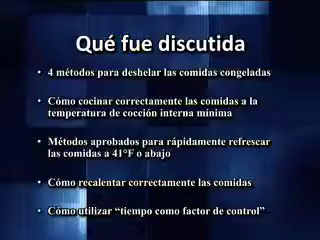 Qué fue discutida
• 4 métodos para deshelar las comidas congeladas
• Cómo cocinar correctamente las comidas a la
temperatura de cocción interna mínima
• Métodos aprobados para rápidamente refrescar
las comidas a 41°F o abajo
• Cómo recalentar correctamente las comidas
• Cómo utilizar “tiempo como factor de control”